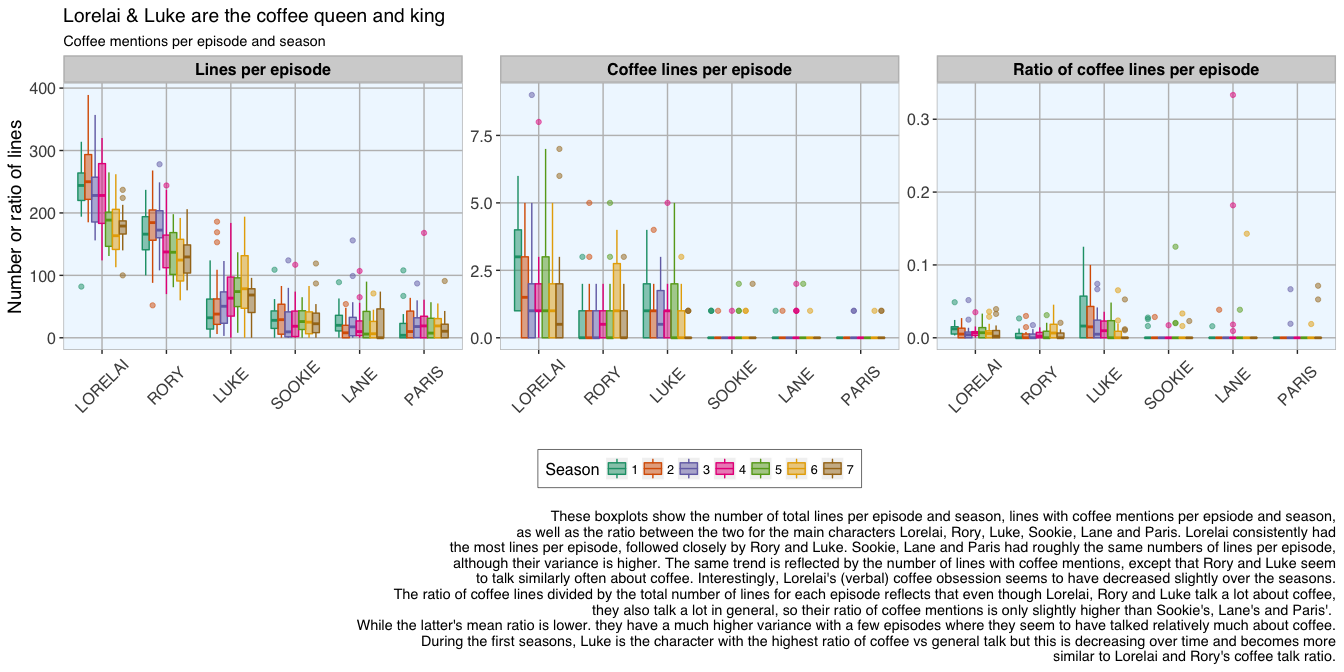 Lorelai & Luke are the coffee queen and king
Coffee mentions per episode and season
Lines per episode
Coffee lines per episode
Ratio of coffee lines per episode
Number or ratio of lines
400
300
200
100
0
7.5
5.0
2.5
0.0
0.3
0.2
0.1
0.0
LORELAI RORY LUKE SOOKIE LANE PARIS
LORELAI RORY LUKE SOOKIE LANE PARIS
LORELAI RORY LUKE SOOKIE LANE PARIS
Season 1 2 3 4 5 6 7
These boxplots show the number of total lines per episode and season, lines with coffee mentions per epsiode and season,
as well as the ratio between the two for the main characters Lorelai, Rory, Luke, Sookie, Lane and Paris. Lorelai consistently had
the most lines per episode, followed closely by Rory and Luke. Sookie, Lane and Paris had roughly the same numbers of lines per episode,
although their variance is higher. The same trend is reflected by the number of lines with coffee mentions, except that Rory and Luke seem
to talk similarly often about coffee. Interestingly, Lorelai's (verbal) coffee obsession seems to have decreased slightly over the seasons.
The ratio of coffee lines divided by the total number of lines for each episode reflects that even though Lorelai, Rory and Luke talk a lot about coffee,
they also talk a lot in general, so their ratio of coffee mentions is only slightly higher than Sookie's, Lane's and Paris'.
While the latter's mean ratio is lower. they have a much higher variance with a few episodes where they seem to have talked relatively much about coffee.
During the first seasons, Luke is the character with the highest ratio of coffee vs general talk but this is decreasing over time and becomes more
similar to Lorelai and Rory's coffee talk ratio.